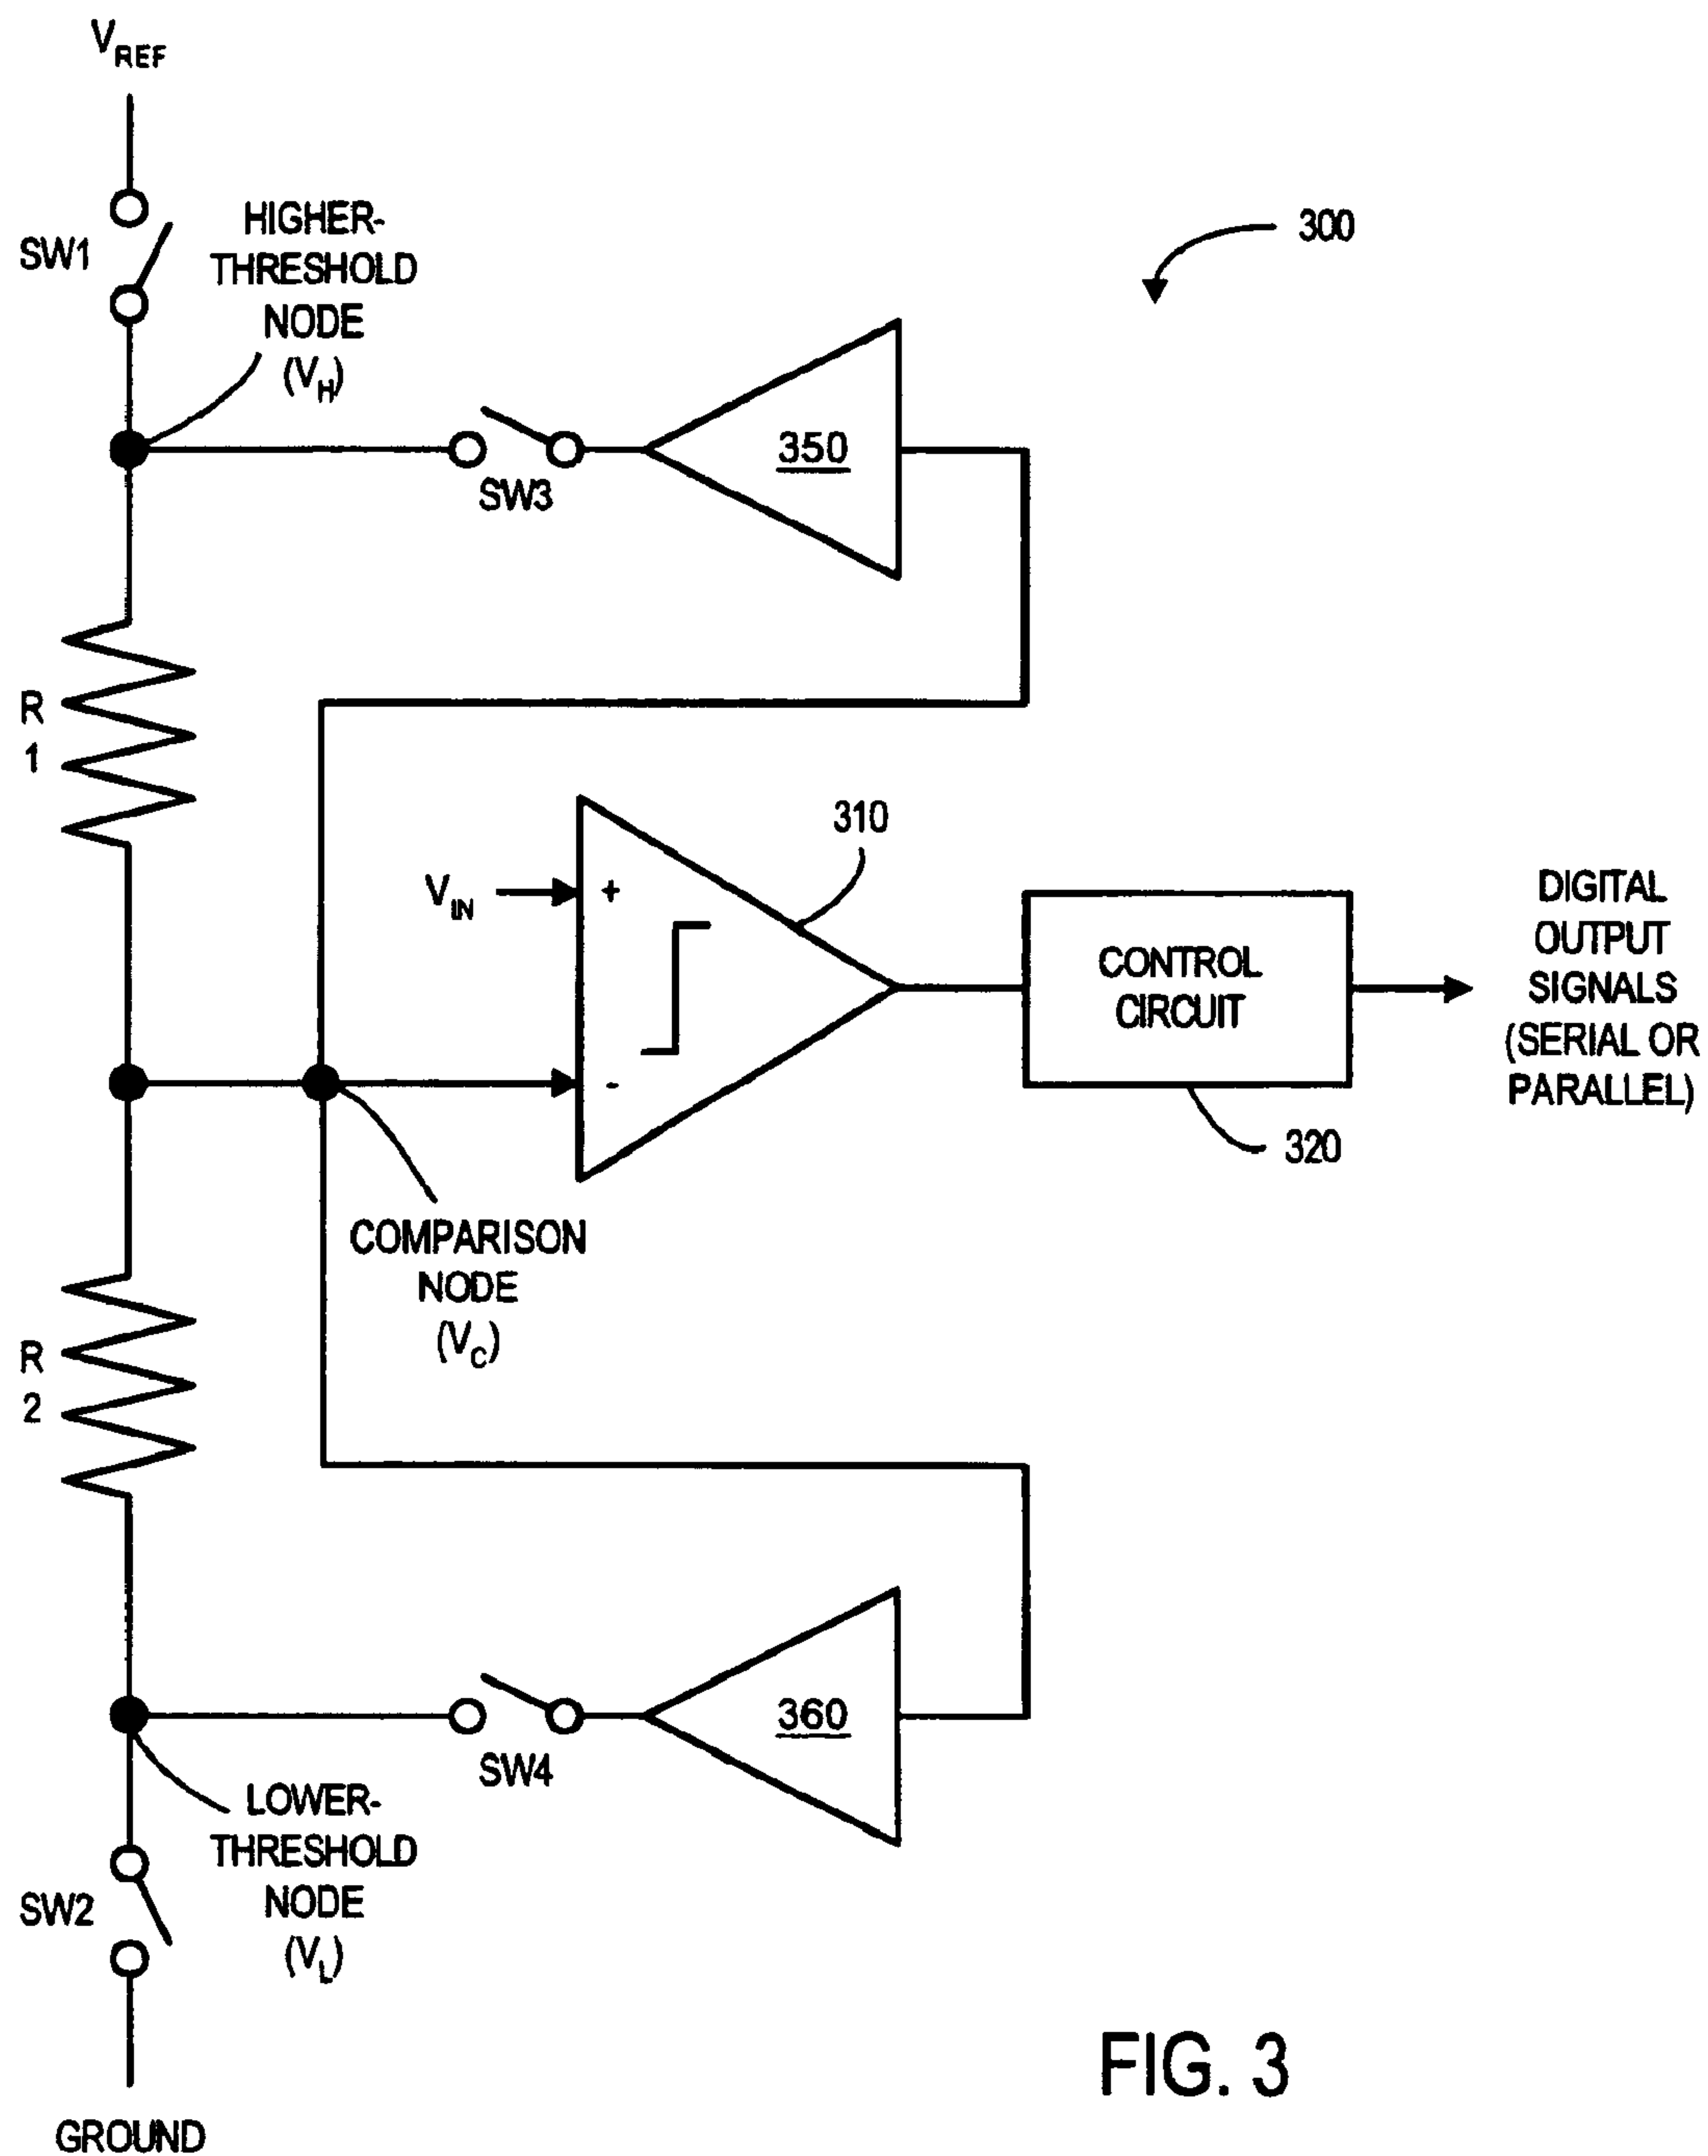 VREF
SW1
HIGHER-
THRESHOLD
NODE
(VH)
300
350
SW3
R
1
310
VIN
+
-
CONTROL
CIRCUIT
DIGITAL
OUTPUT
SIGNALS
(SERIAL OR
PARALLEL)
320
COMPARISON
NODE
(VC)
R
2
360
SW4
LOWER-
THRESHOLD
NODE
(VL)
SW2
GROUND
FIG. 3